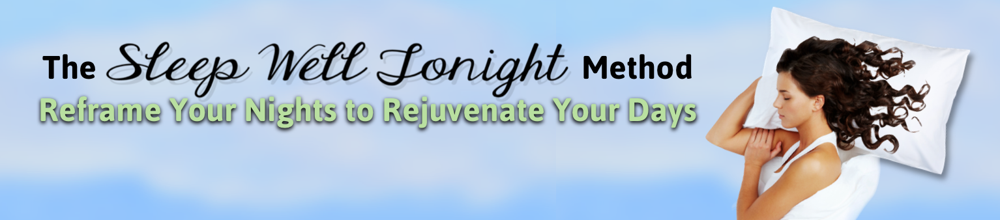 The Sleep Well Tonight Method
Reframe Your Nights to Rejuvenate Your Days